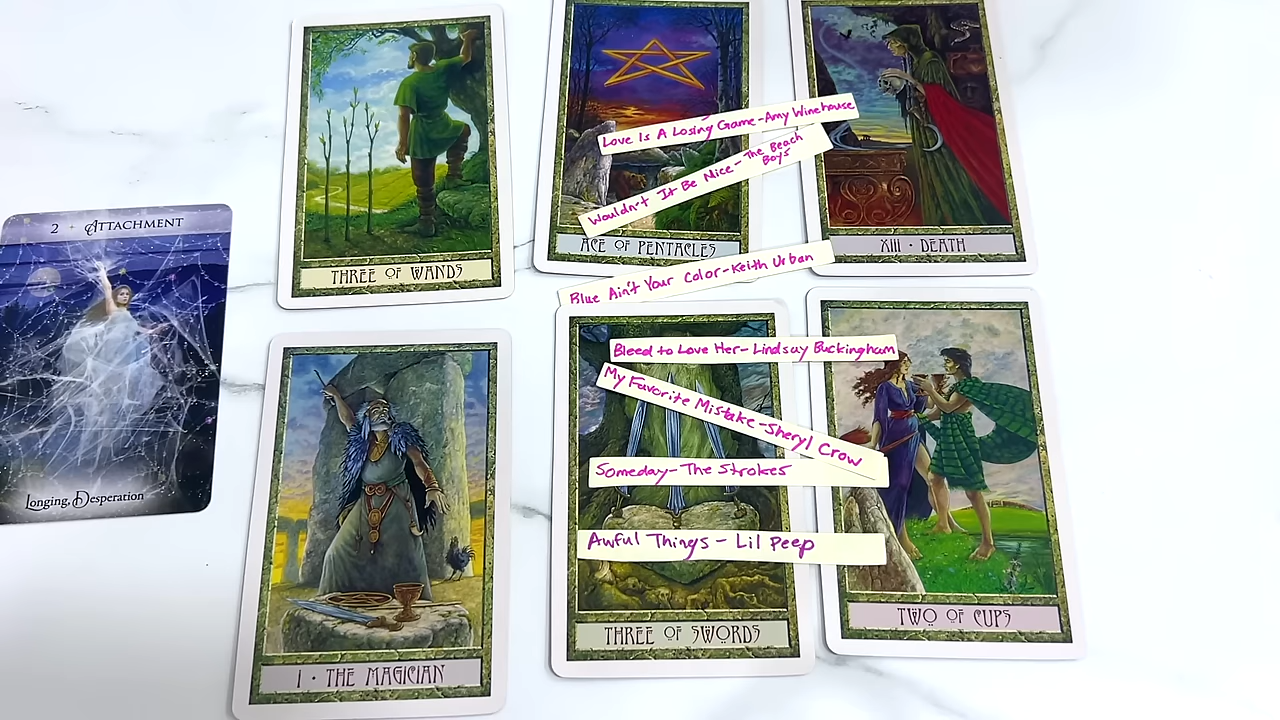 2 + ATTACHMENT
Longing, Desperation
THREE OF WANDS
ACE OF PENTACLES
XIII · DEATH
Love Is A Losing Game-Amy Winehouse
Wouldn't It Be Nice - The Beach
Boys
Blue Ain't Your Color-Keith Urban
Bleed to Love Her-Lindsay Buckingham
My Favorite Mistake-Sheryl Crow
Someday-The Strokes
Awful Things - Lil Peep
I · THE MAGICIAN
THREE OF SWORDS
TWO OF CUPS